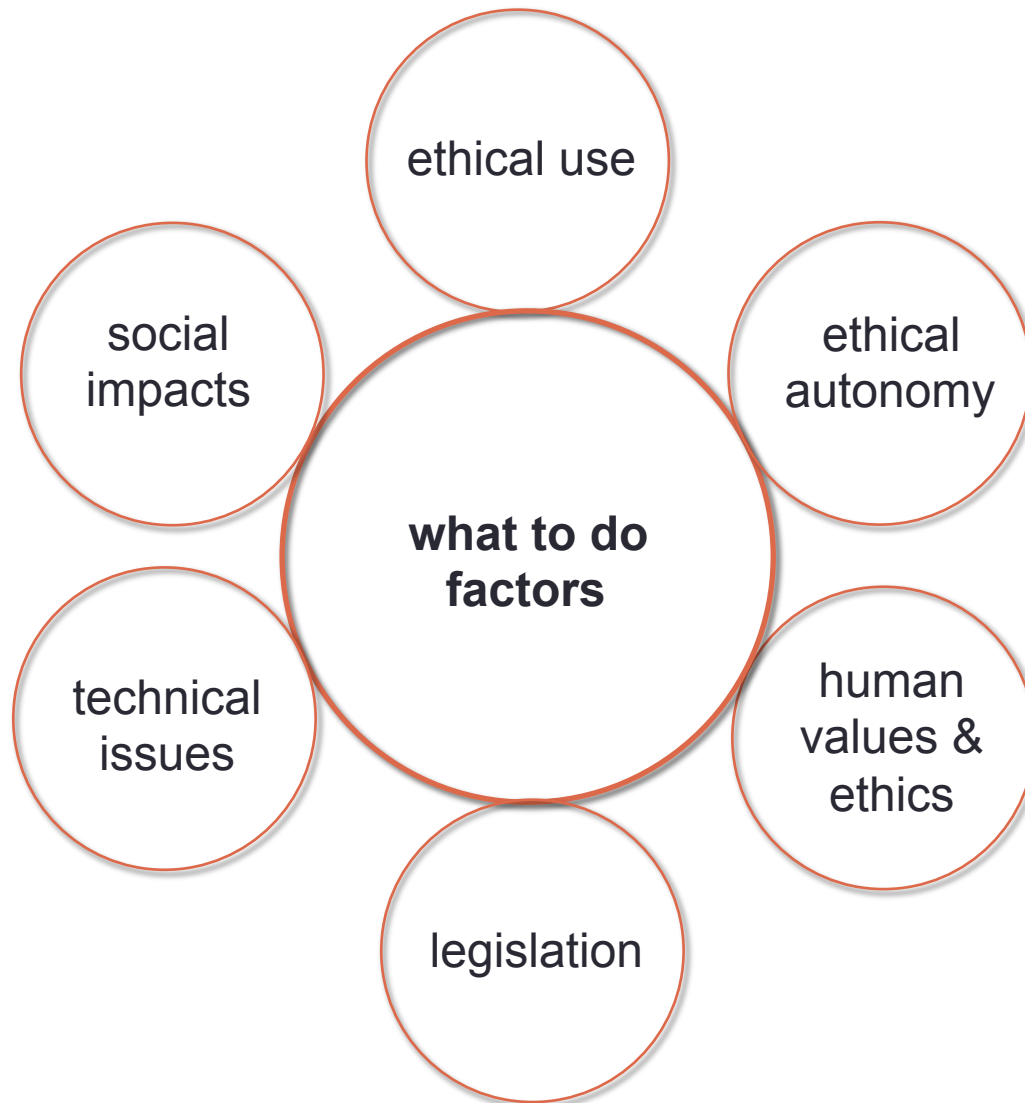 ethical use
social
impacts
ethical
autonomy
what to do
factors
technical
issues
human
values &
ethics
legislation